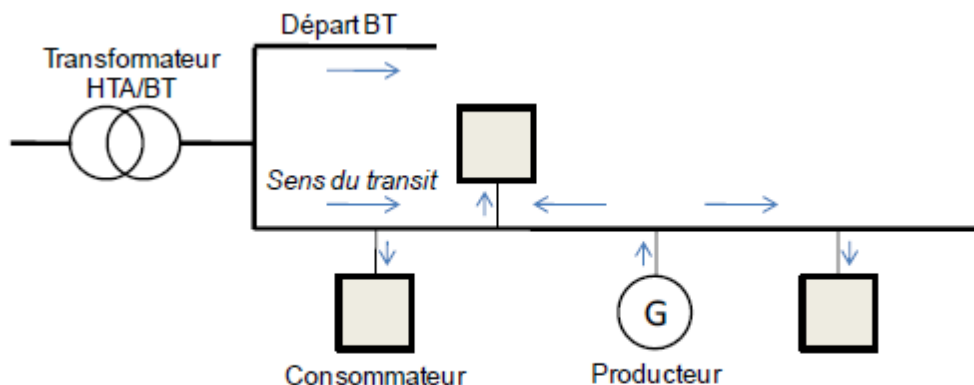 Départ BT
Transformateur
HTA/BT
Sens du transit
G
Consommateur
Producteur